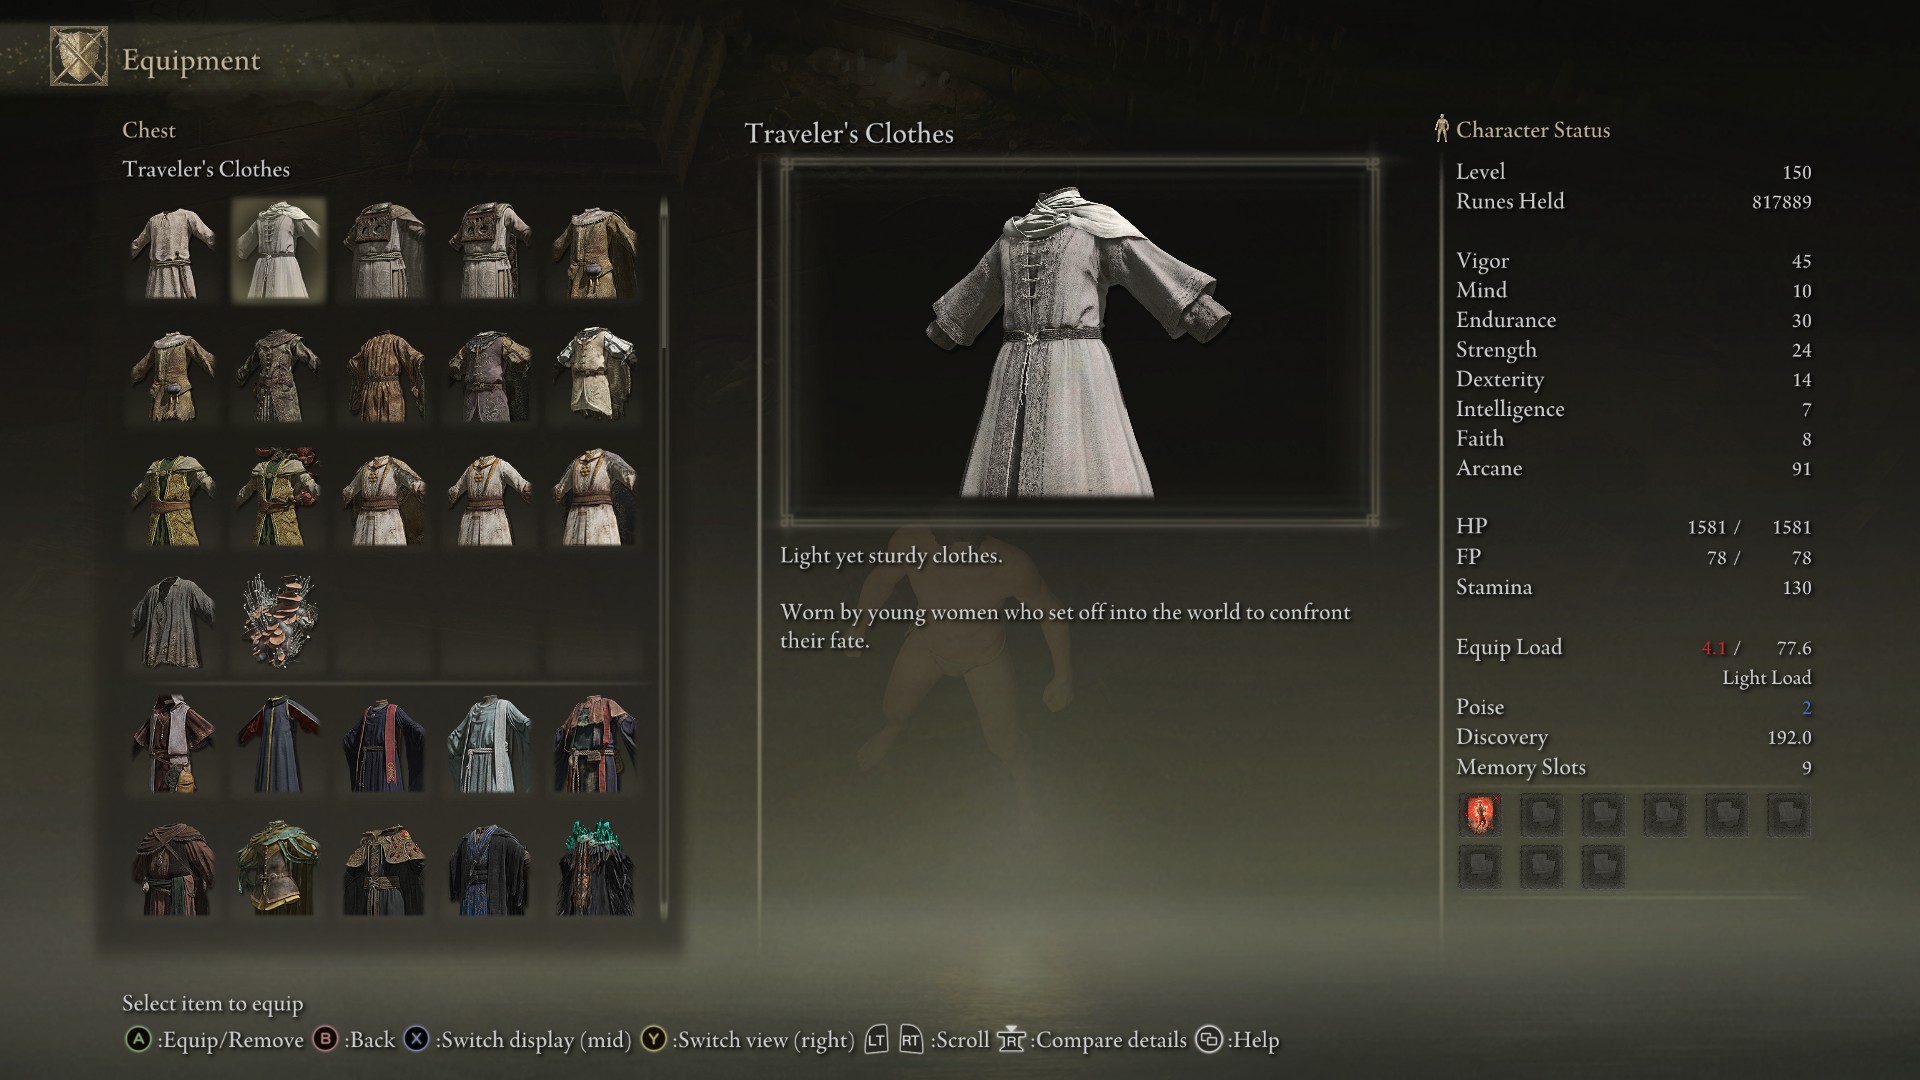 Equipment
Chest
Traveler's Clothes
Traveler's Clothes
Light yet sturdy clothes.
Worn by young women who set off into the world to confront
their fate.
Character Status
Level 150
Runes Held 817889
Vigor 45
Mind 10
Endurance 30
Strength 24
Dexterity 14
Intelligence 7
Faith 8
Arcane 91
HP 1581 / 1581
FP 78 / 78
Stamina 130
Equip Load 4.1 / 77.6
Light Load
Poise 2
Discovery 192.0
Memory Slots 9
Select item to equip
A :Equip/Remove B :Back X :Switch display (mid) Y :Switch view (right) LT RT :Scroll R :Compare details :Help